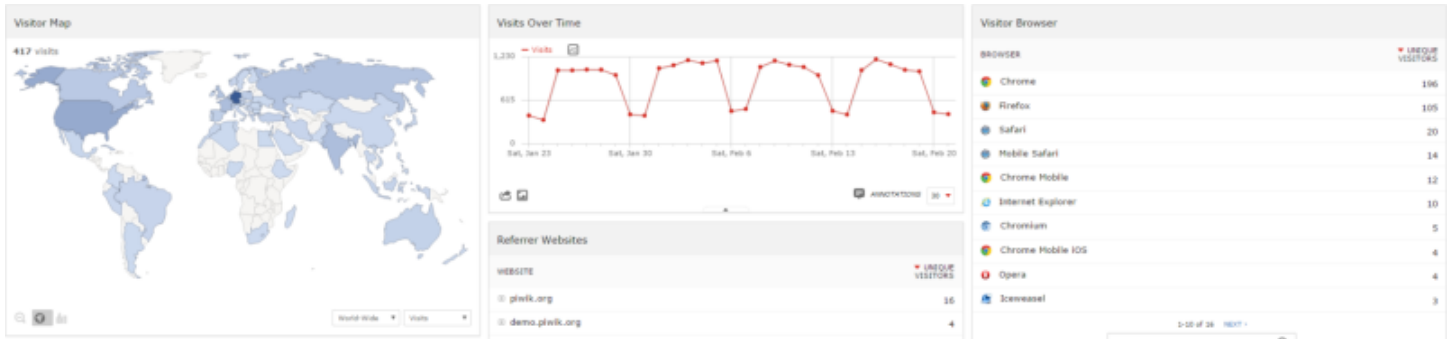 Visitor Map
417 visits
World-Wide
Visits
Visits Over Time
Visits
1,230
615
0
Sat, Jan 23
Sat, Jan 30
Sat, Feb 6
Sat, Feb 13
Sat, Feb 20
ANNOTATIONS
30
Referrer Websites
WEBSITE
UNIQUE
VISITORS
piwik.org
16
demo.piwik.org
4
Visitor Browser
BROWSER
UNIQUE
VISITORS
Chrome 196
Firefox 105
Safari 20
Mobile Safari 14
Chrome Mobile 12
Internet Explorer 10
Chromium 5
Chrome Mobile iOS 4
Opera 4
Iceweasel 3
1-10 of 16 NEXT ›